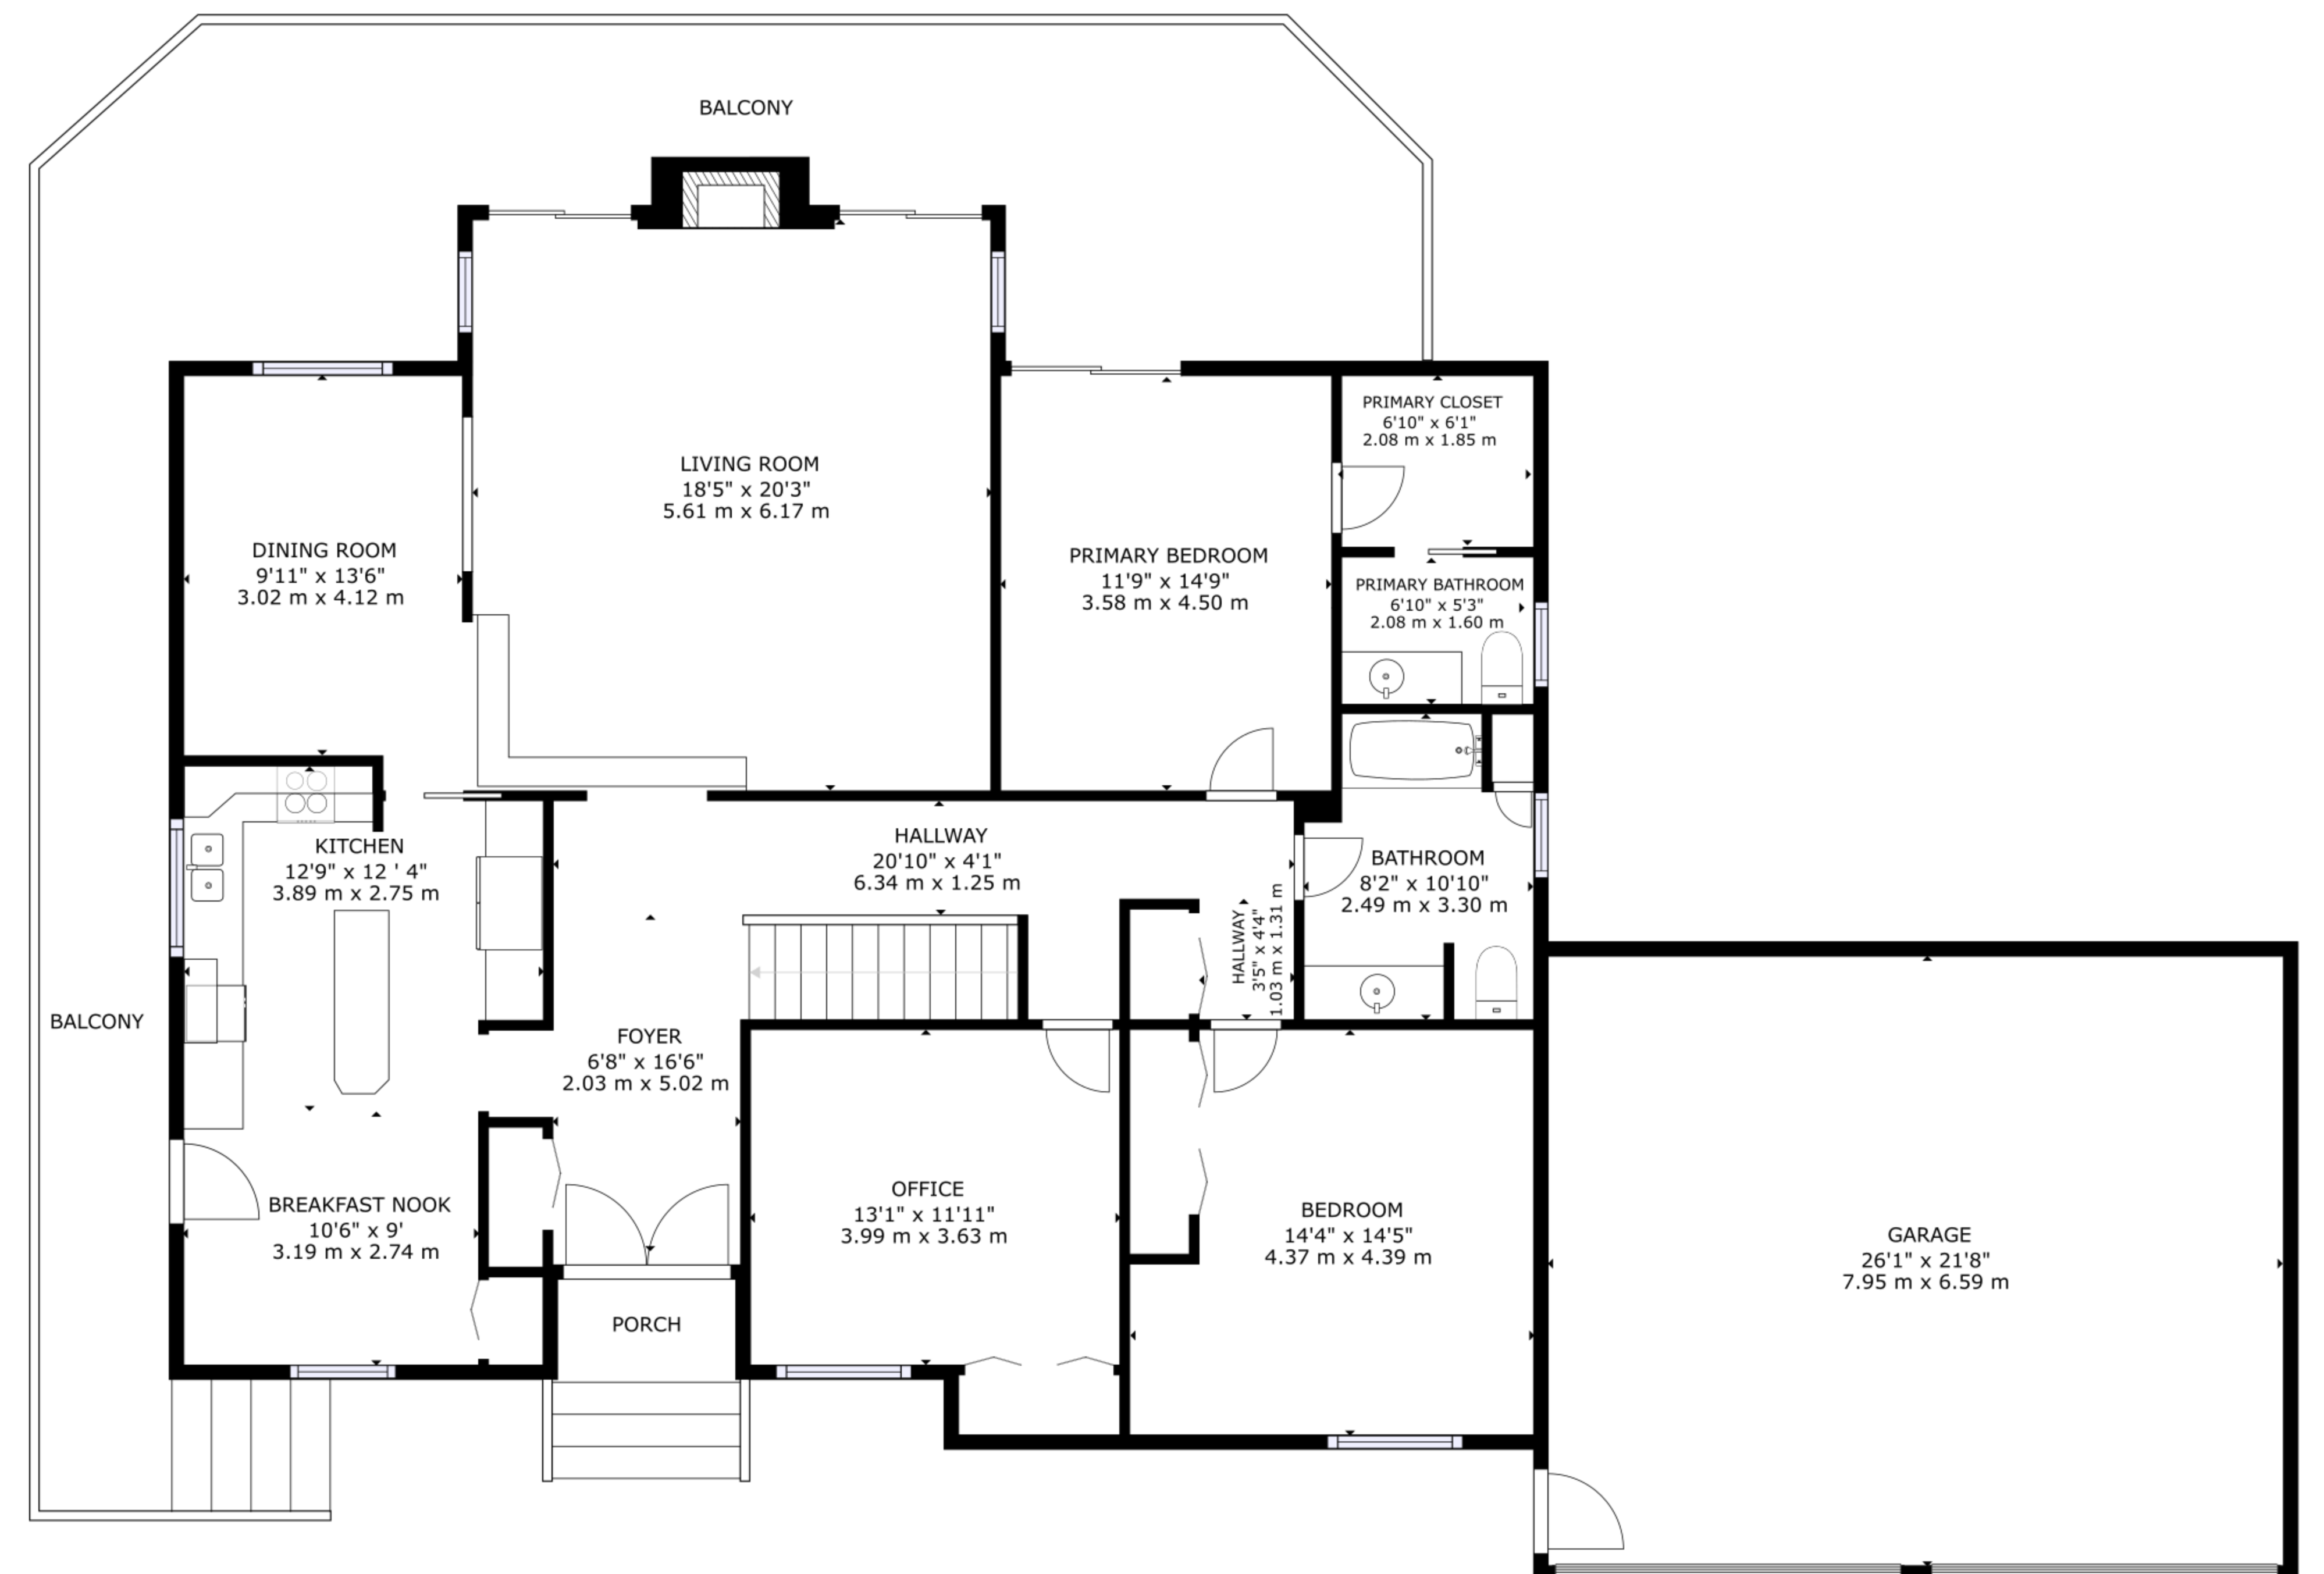 BALCONY
LIVING ROOM
18'5" x 20'3"
5.61 m x 6.17 m
DINING ROOM
9'11" x 13'6"
3.02 m x 4.12 m
PRIMARY BEDROOM
11'9" x 14'9"
3.58 m x 4.50 m
PRIMARY CLOSET
6'10" x 6'1"
2.08 m x 1.85 m
PRIMARY BATHROOM
6'10" x 5'3"
2.08 m x 1.60 m
KITCHEN
12'9" x 12 ' 4"
3.89 m x 2.75 m
HALLWAY
20'10" x 4'1"
6.34 m x 1.25 m
HALLWAY
3'5" x 4'4"
1.03 m x 1.31 m
BATHROOM
8'2" x 10'10"
2.49 m x 3.30 m
BALCONY
FOYER
6'8" x 16'6"
2.03 m x 5.02 m
BREAKFAST NOOK
10'6" x 9'
3.19 m x 2.74 m
OFFICE
13'1" x 11'11"
3.99 m x 3.63 m
BEDROOM
14'4" x 14'5"
4.37 m x 4.39 m
GARAGE
26'1" x 21'8"
7.95 m x 6.59 m
PORCH